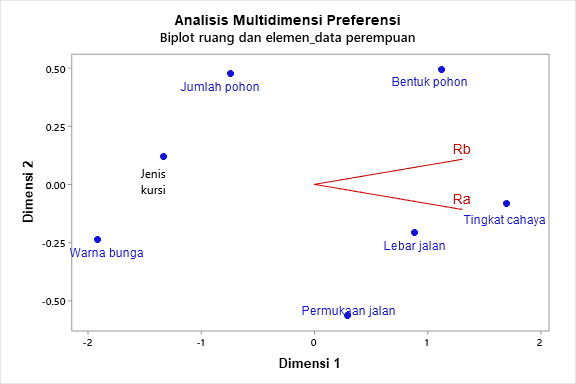 Analisis Multidimensi Preferensi
Biplot ruang dan elemen_data perempuan
0.50
0.25
0.00
-0.25
-0.50
Dimensi 2
Jumlah pohon
Bentuk pohon
Rb
Jenis
kursi
Ra
Tingkat cahaya
Warna bunga
Lebar jalan
Permukaan jalan
-2
-1
0
1
2
Dimensi 1